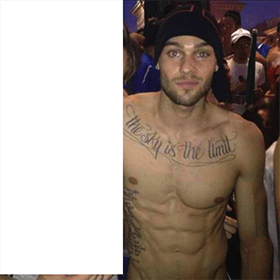 the sky is the limit